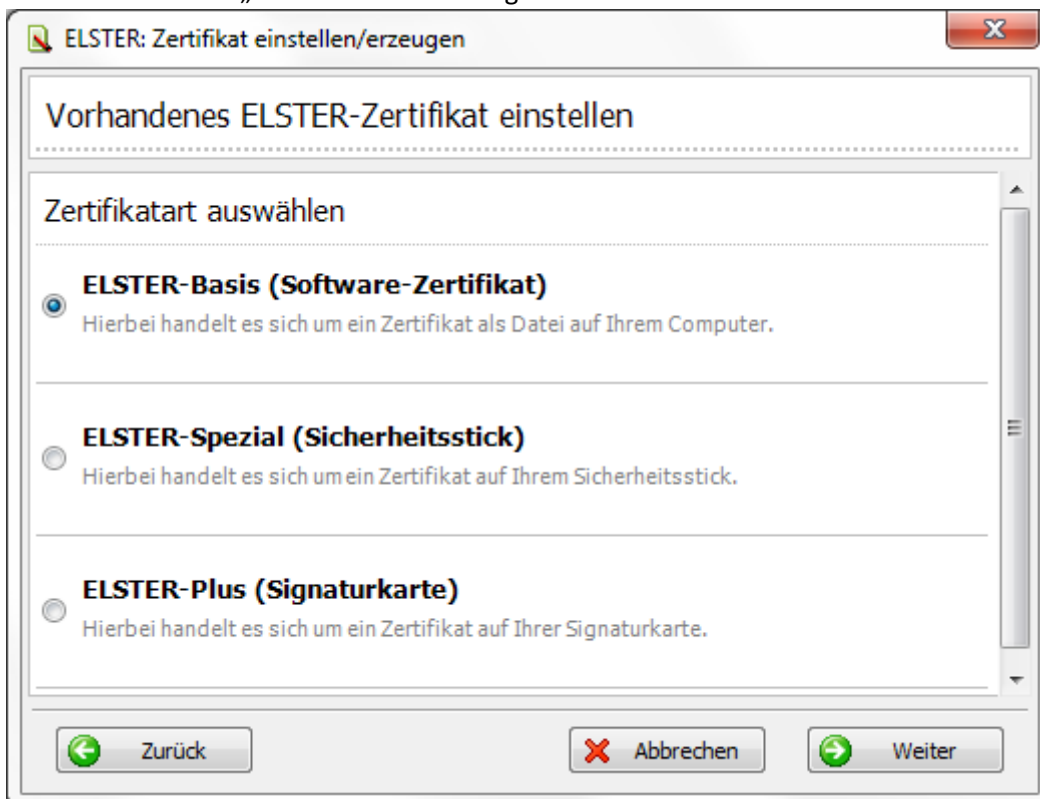 ELSTER: Zertifikat einstellen/erzeugen
Vorhandenes ELSTER-Zertifikat einstellen
Zertifikatart auswählen
ELSTER-Basis (Software-Zertifikat)
Hierbei handelt es sich um ein Zertifikat als Datei auf Ihrem Computer.
ELSTER-Spezial (Sicherheitsstick)
Hierbei handelt es sich um ein Zertifikat auf Ihrem Sicherheitsstick.
ELSTER-Plus (Signaturkarte)
Hierbei handelt es sich um ein Zertifikat auf Ihrer Signaturkarte.
Zurück Abbrechen Weiter